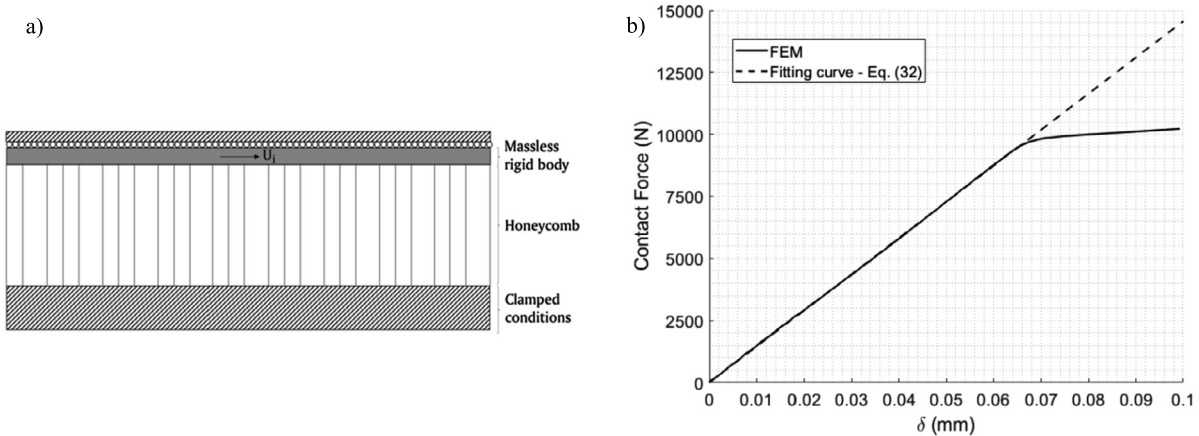 a)
Massless
rigid body
U_i
Honeycomb
Clamped
conditions
b)
15000
12500
10000
7500
5000
2500
0
Contact Force (N)
FEM
Fitting curve - Eq. (32)
0 0.01 0.02 0.03 0.04 0.05 0.06 0.07 0.08 0.09 0.1
δ (mm)